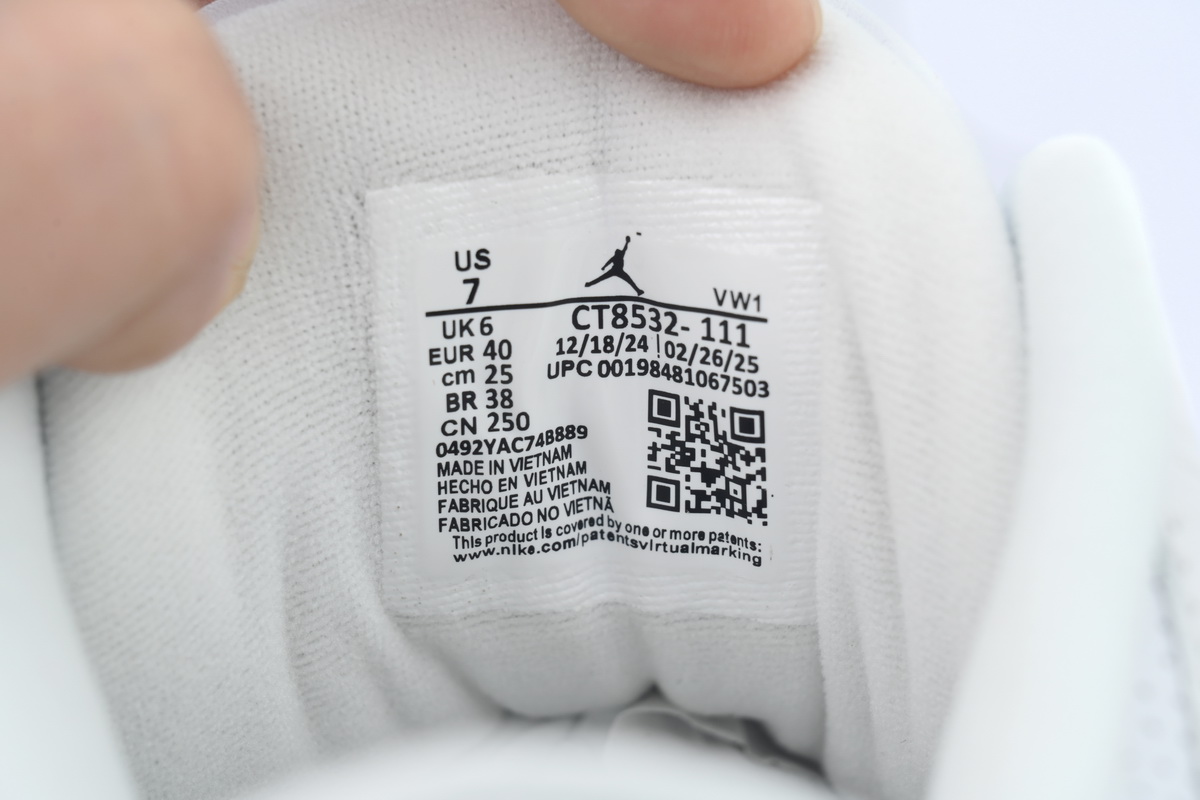 US
7
VW1
UK 6
EUR 40
cm 25
BR 38
CN 250
CT8532- 111
12/18/24 | 02/26/25
UPC 00198481067503
0492YAC74B889
MADE IN VIETNAM
HECHO EN VIETNAM
FABRIQUE AU VIETNAM
FABRICADO NO VIETNÃ
This product is covered by one or more patents:
www.nike.com/patentsvirtualmarking